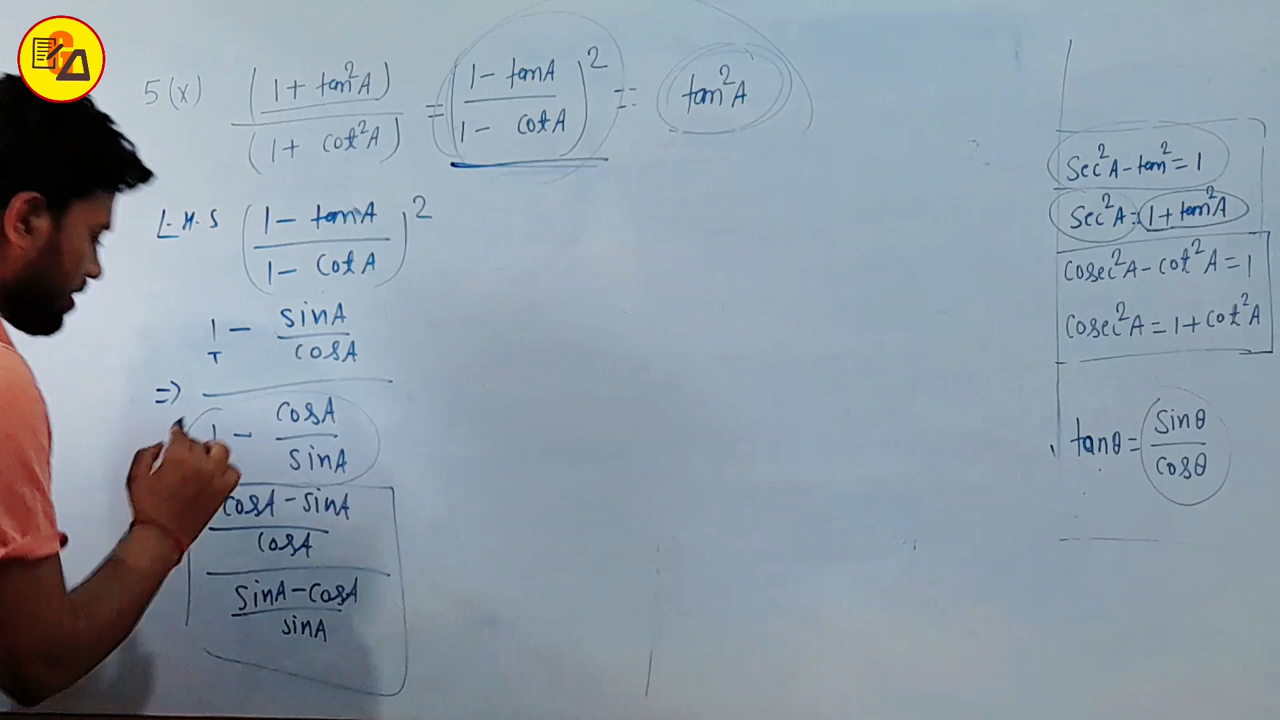 5(x) (1 + tan²A) / (1 + cot²A) = ((1 - tanA) / (1 - cotA))² = tan²A
L.H.S ((1 - tanA) / (1 - cotA))²
1/1 - sinA/cosA
=>
1 - cosA/sinA
cosA - sinA
cosA
sinA - cosA
sinA
Sec²A - tan² = 1
Sec²A = 1 + tan²A
cosec²A - cot²A = 1
cosec²A = 1 + cot²A
tanθ = Sinθ / cosθ